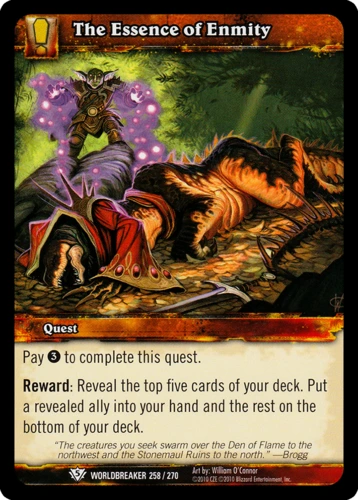 The Essence of Enmity
Quest
Pay 3 to complete this quest.
Reward: Reveal the top five cards of your deck. Put
a revealed ally into your hand and the rest on the
bottom of your deck.
"The creatures you seek swarm over the Den of Flame to the
northwest and the Stonemaul Ruins to the north." —Brogg
WORLDBREAKER 258 / 270
Art by: William O'Connor
©2010 CZE ©2010 Blizzard Entertainment, Inc.